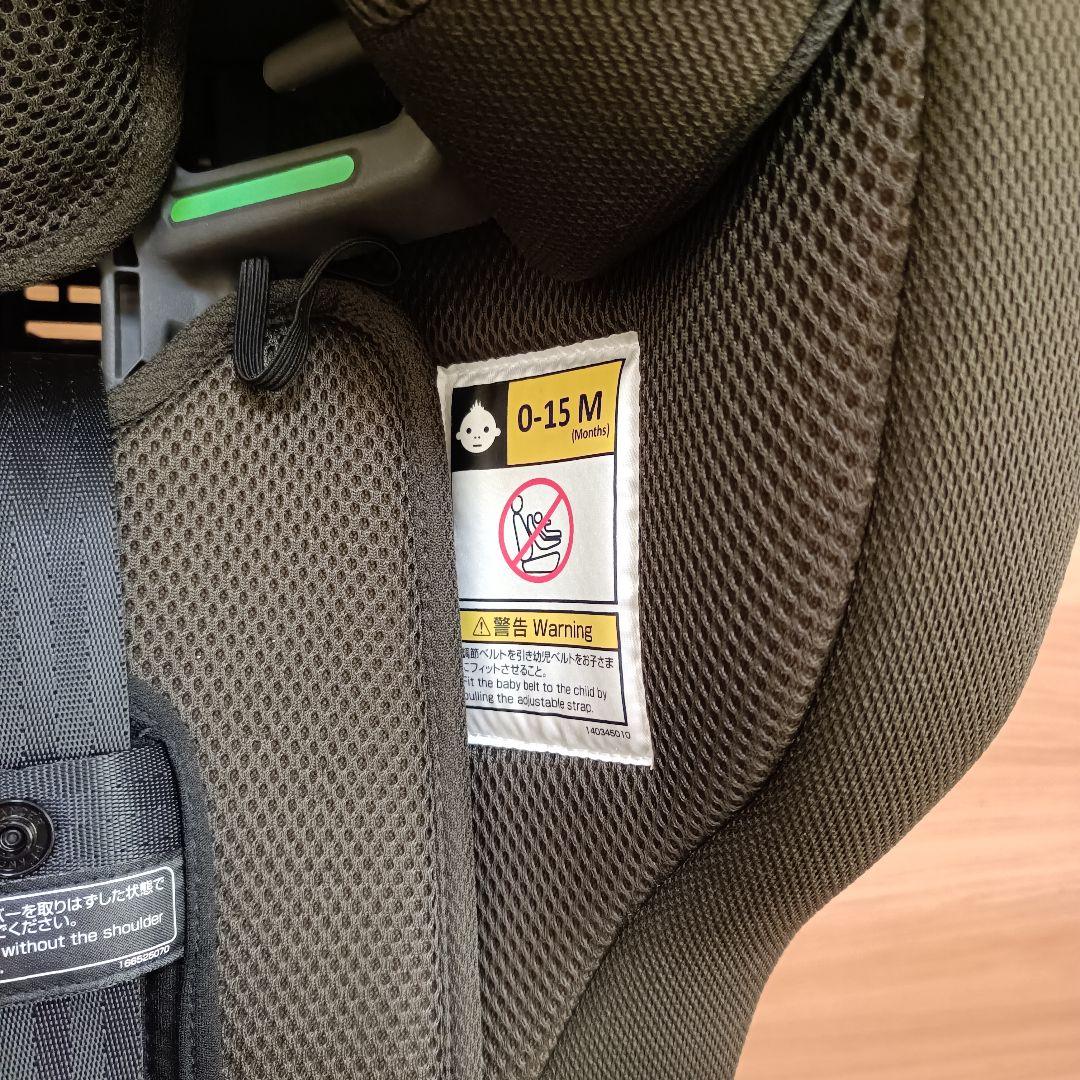 0-15 M
(Months)
警告 Warning
調節ベルトを引き幼児ベルトをお子さま
にフィットさせること。
Fit the baby belt to the child by
pulling the adjustable strap.
140345010
バーを取りはずした状態で
ください。
without the shoulder
166525070